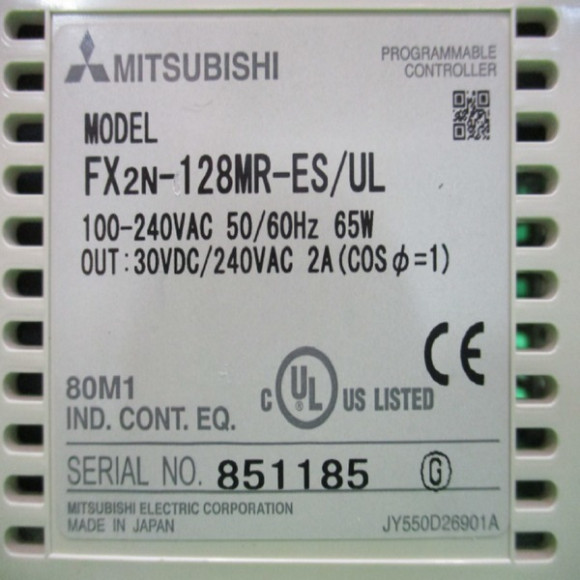 MITSUBISHI
PROGRAMMABLE
CONTROLLER
MODEL
FX2N-128MR-ES/UL
100-240VAC 50/60Hz 65W
OUT:30VDC/240VAC 2A(COSφ=1)
80M1
IND. CONT. EQ.
C UL US LISTED
CE
SERIAL NO. 851185 G
MITSUBISHI ELECTRIC CORPORATION
MADE IN JAPAN
JY550D26901A